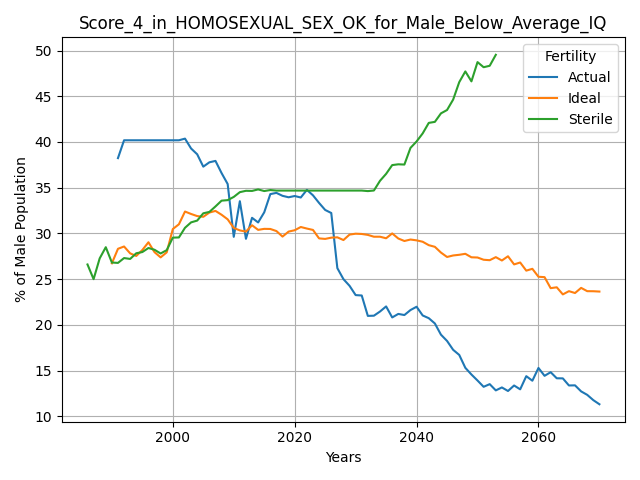 Score_4_in_HOMOSEXUAL_SEX_OK_for_Male_Below_Average_IQ
Fertility
Actual
Ideal
Sterile
% of Male Population
50
45
40
35
30
25
20
15
10
2000
2020
2040
2060
Years